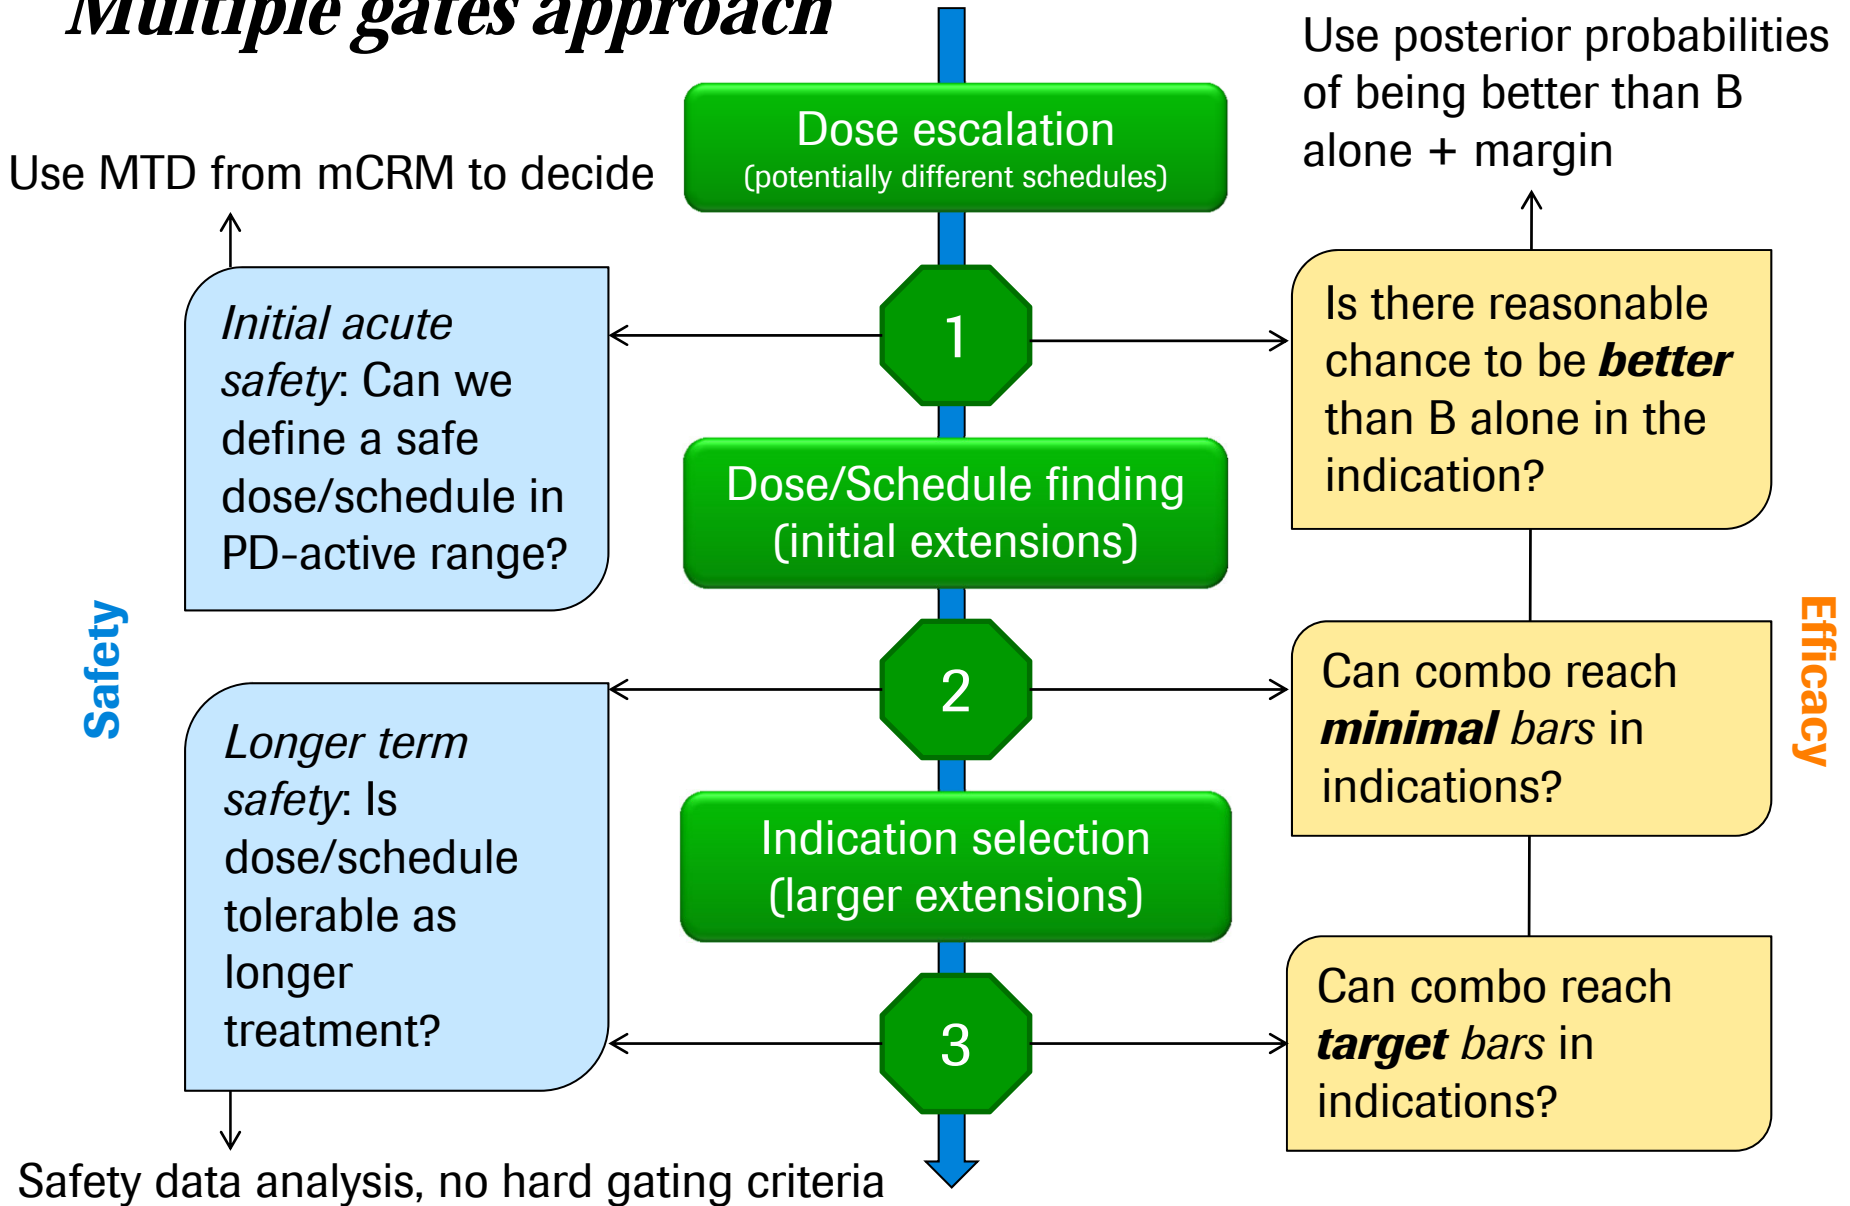 Multiple gates approach
Use posterior probabilities
of being better than B
alone + margin
Dose escalation
(potentially different schedules)
Use MTD from mCRM to decide
Initial acute
safety: Can we
define a safe
dose/schedule in
PD-active range?
1
Is there reasonable
chance to be better
than B alone in the
indication?
Dose/Schedule finding
(initial extensions)
Safety
Efficacy
2
Can combo reach
minimal bars in
indications?
Longer term
safety: Is
dose/schedule
tolerable as
longer
treatment?
Indication selection
(larger extensions)
3
Can combo reach
target bars in
indications?
Safety data analysis, no hard gating criteria